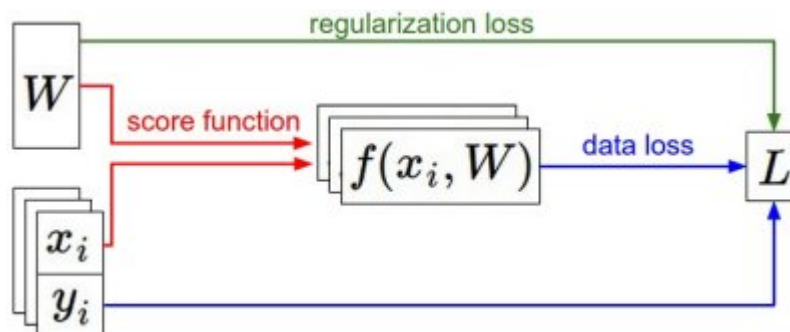 regularization loss
W
score function
f(x_i, W)
data loss
L
x_i
y_i